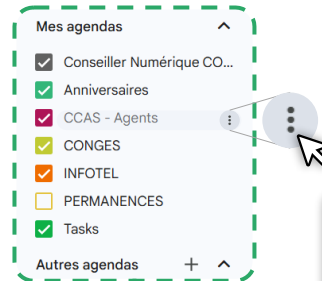 Mes agendas
Conseiller Numérique CO...
Anniversaires
CCAS - Agents
CONGES
INFOTEL
PERMANENCES
Tasks
Autres agendas